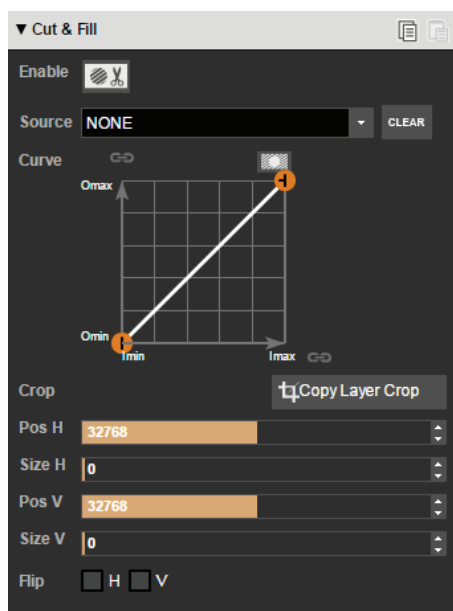 ▼ Cut & Fill
Enable
Source NONE CLEAR
Curve
Omax
Omin
Imin Imax
Crop Copy Layer Crop
Pos H 32768
Size H 0
Pos V 32768
Size V 0
Flip H V